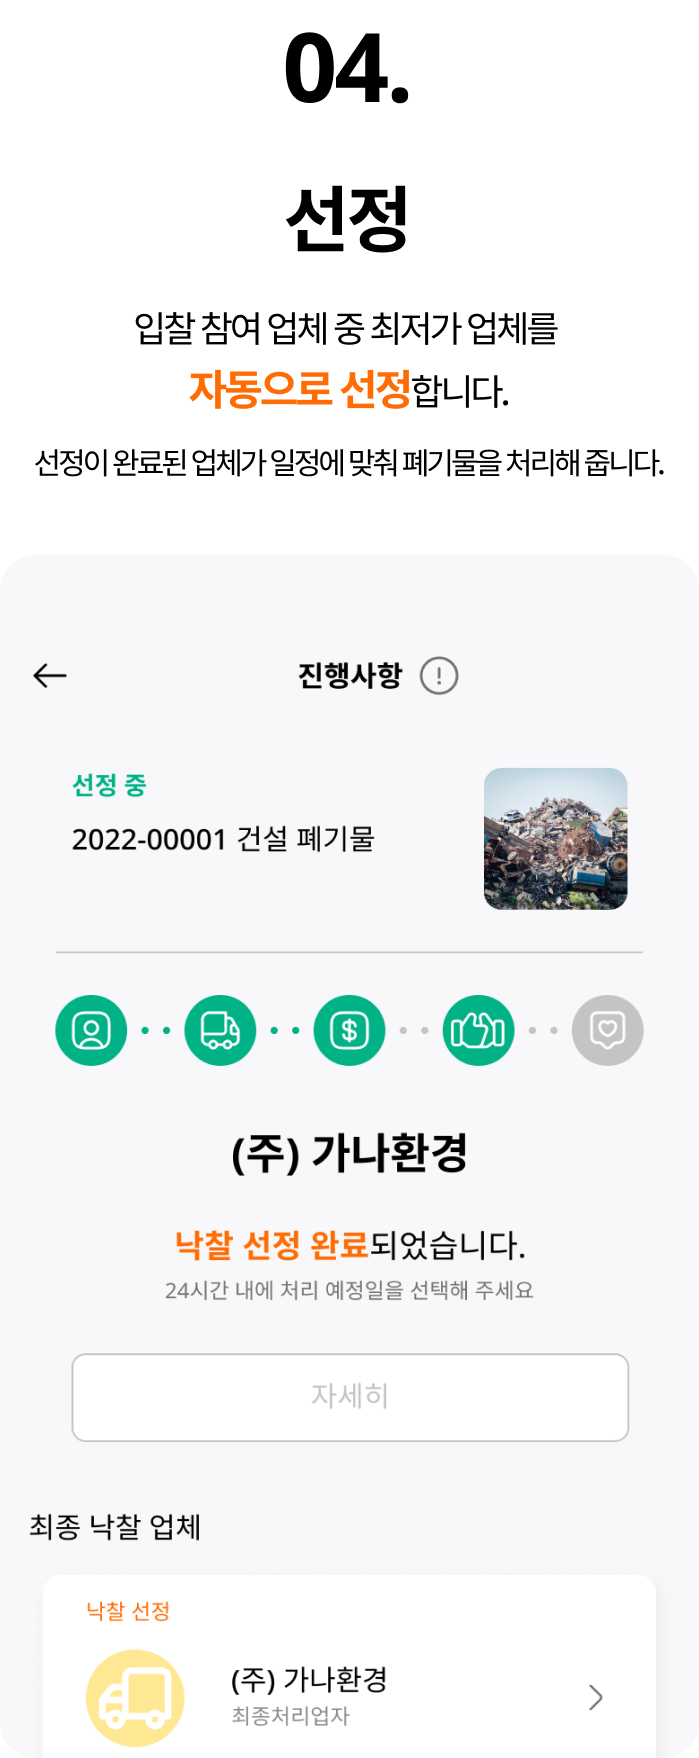 04.
선정
입찰 참여 업체 중 최저가 업체를
자동으로 선정합니다.
선정이 완료된 업체가 일정에 맞춰 폐기물을 처리해 줍니다.
진행사항
선정 중
2022-00001 건설 폐기물
(주) 가나환경
낙찰 선정 완료되었습니다.
24시간 내에 처리 예정일을 선택해 주세요
자세히
최종 낙찰 업체
낙찰 선정
(주) 가나환경
최종처리업자